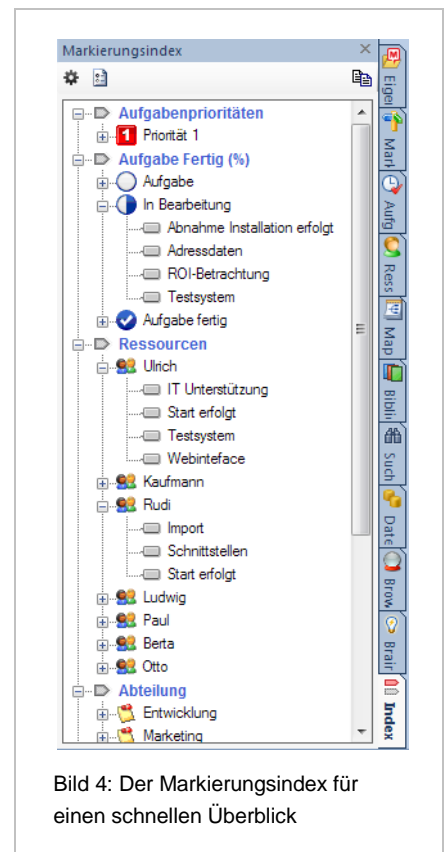 Markierungsindex
Aufgabenprioritäten
1 Priorität 1
Aufgabe Fertig (%)
Aufgabe
In Bearbeitung
Abnahme Installation erfolgt
Adressdaten
ROI-Betrachtung
Testsystem
Aufgabe fertig
Ressourcen
Ulrich
IT Unterstützung
Start erfolgt
Testsystem
Webinteface
Kaufmann
Rudi
Import
Schnittstellen
Start erfolgt
Ludwig
Paul
Berta
Otto
Abteilung
Entwicklung
Marketing
Eigei
Mark
Aufg
Ress
Map
Bibli
Such
Date
Brow
Brair
Index
Bild 4: Der Markierungsindex für
einen schnellen Überblick